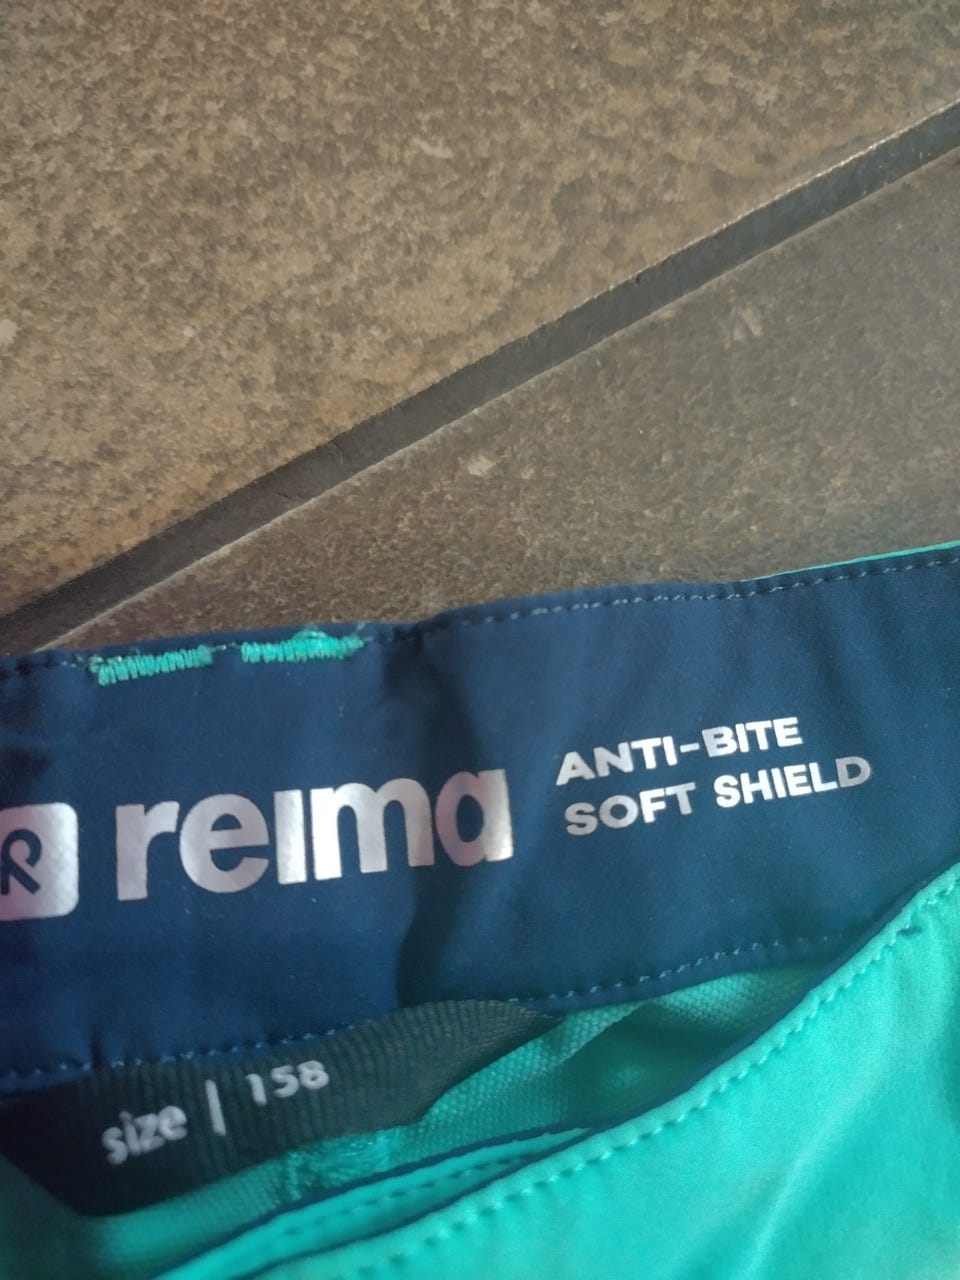 R reima
ANTI-BITE
SOFT SHIELD
size | 158